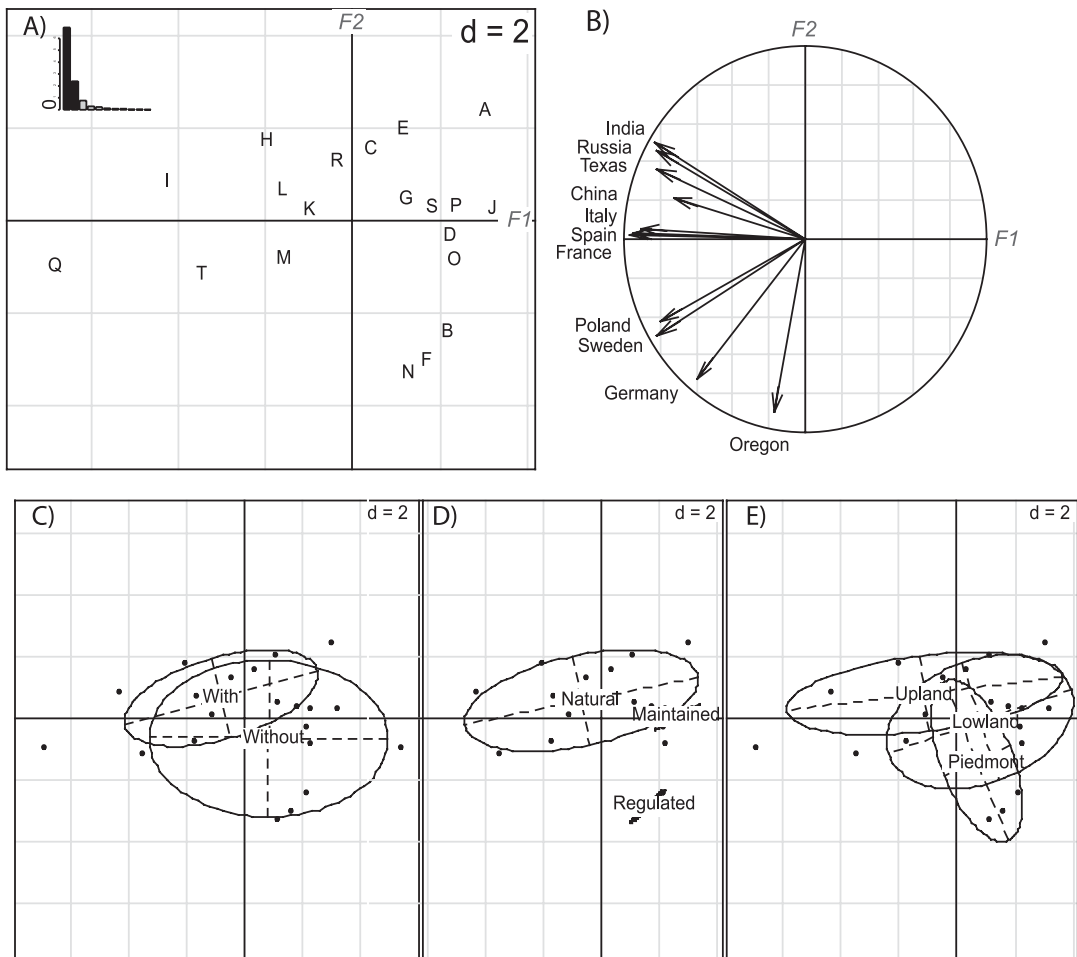 A)
F2
d = 2
0
A
E
H
C
R
I
L
G
S
P
J
K
F1
D
M
O
Q
T
B
F
N
B)
F2
India
Russia
Texas
China
Italy
Spain
France
F1
Poland
Sweden
Germany
Oregon
C)
d = 2
With
Without
D)
d = 2
Natural
Maintained
Regulated
E)
d = 2
Upland
Lowland
Piedmont